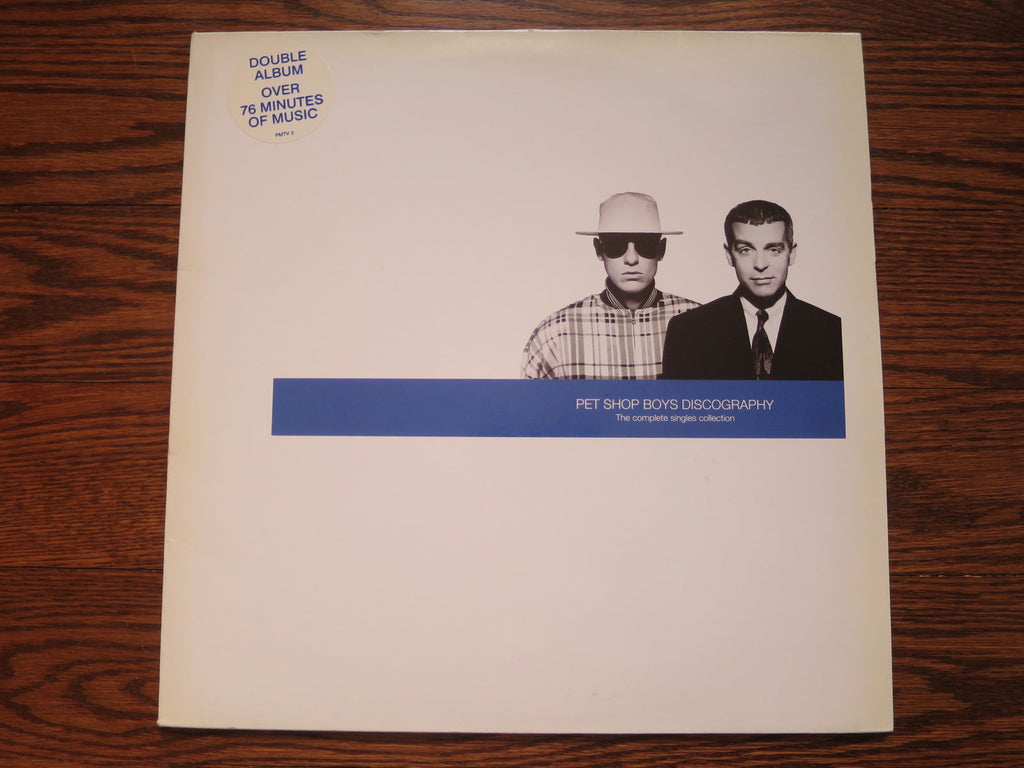 DOUBLE
ALBUM
OVER
76 MINUTES
OF MUSIC
PMTV 3
PET SHOP BOYS DISCOGRAPHY
The complete singles collection